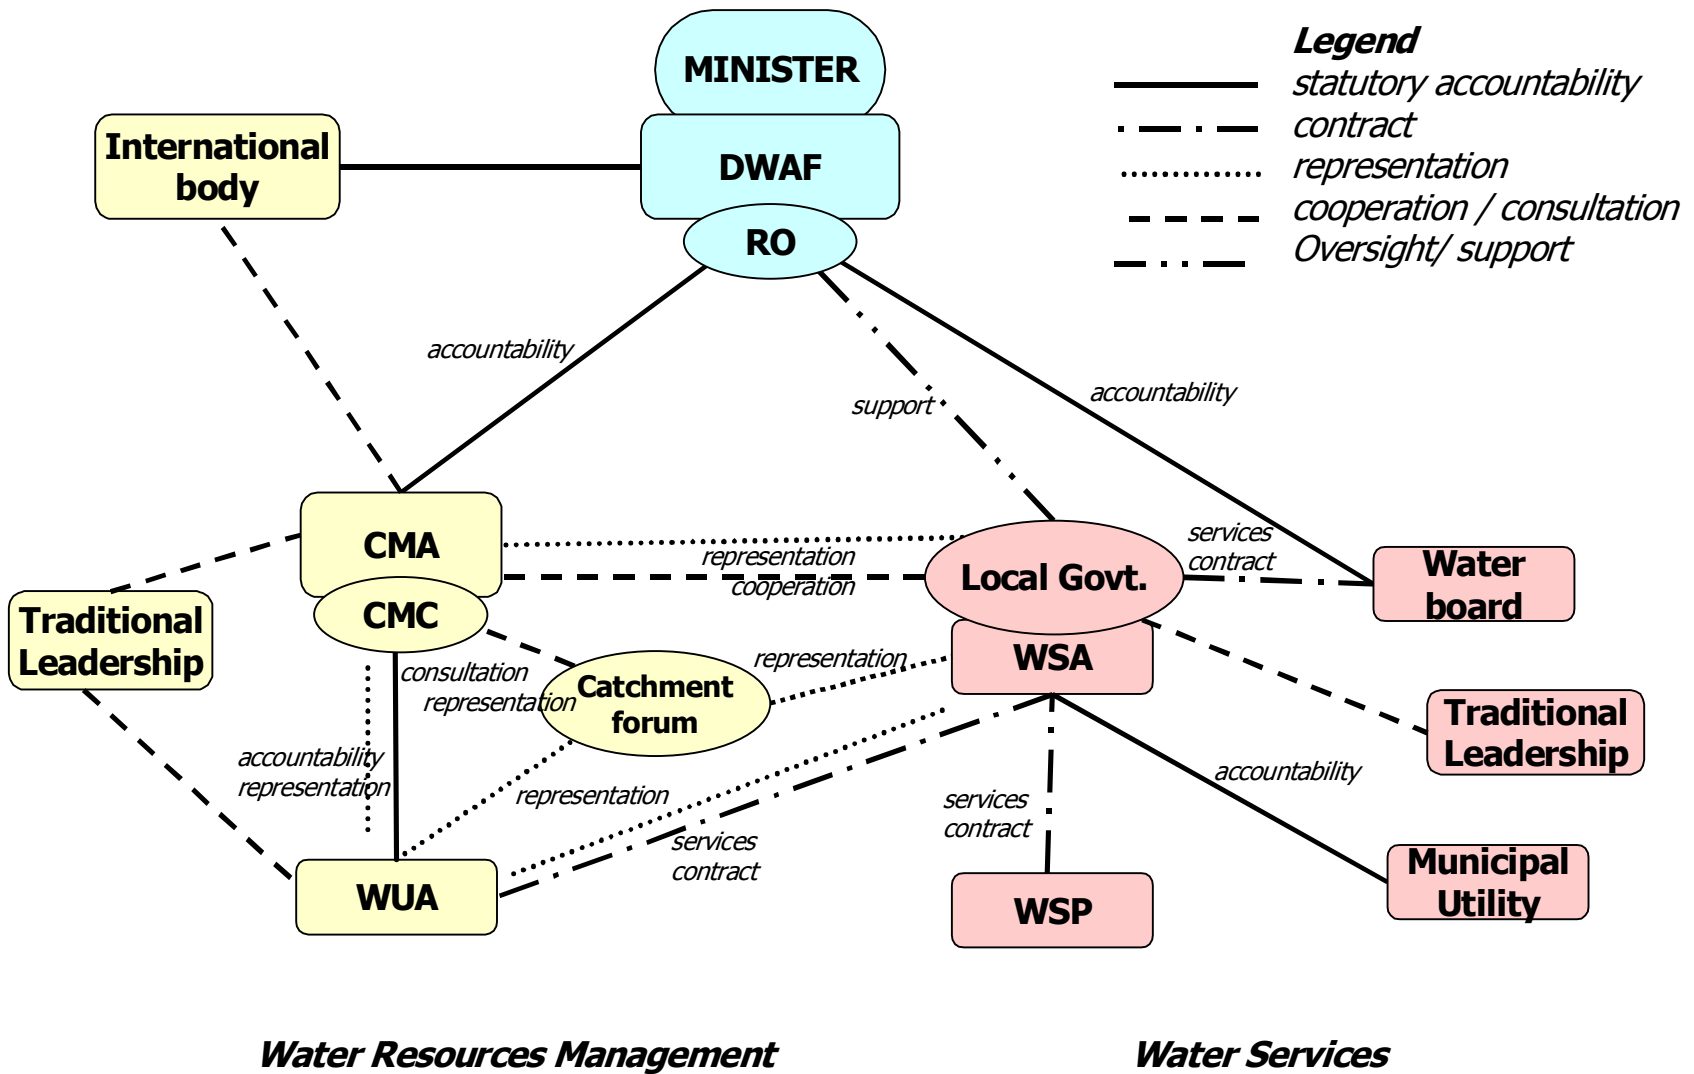 MINISTER
Legend
statutory accountability
contract
representation
cooperation / consultation
Oversight/ support
International
body
DWAF
RO
accountability
support
accountability
CMA
representation
cooperation
Local Govt.
services
contract
Water
board
CMC
Traditional
Leadership
consultation
representation
Catchment
forum
representation
WSA
Traditional
Leadership
accountability
representation
representation
services
contract
services
contract
accountability
WUA
WSP
Municipal
Utility
Water Resources Management
Water Services